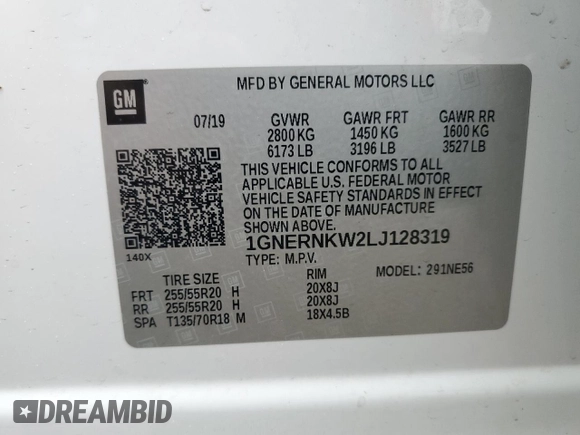 GM
MFD BY GENERAL MOTORS LLC
07/19 GVWR GAWR FRT GAWR RR
2800 KG 1450 KG 1600 KG
6173 LB 3196 LB 3527 LB
THIS VEHICLE CONFORMS TO ALL
APPLICABLE U.S. FEDERAL MOTOR
VEHICLE SAFETY STANDARDS IN EFFECT
ON THE DATE OF MANUFACTURE
SHOWN ABOVE.
1GNERNKW2LJ128319
140X
TYPE: M.P.V. MODEL: 291NE56
TIRE SIZE RIM
FRT 255/55R20 H 20X8J
RR 255/55R20 H 20X8J
SPA T135/70R18 M 18X4.5B
DREAMBID